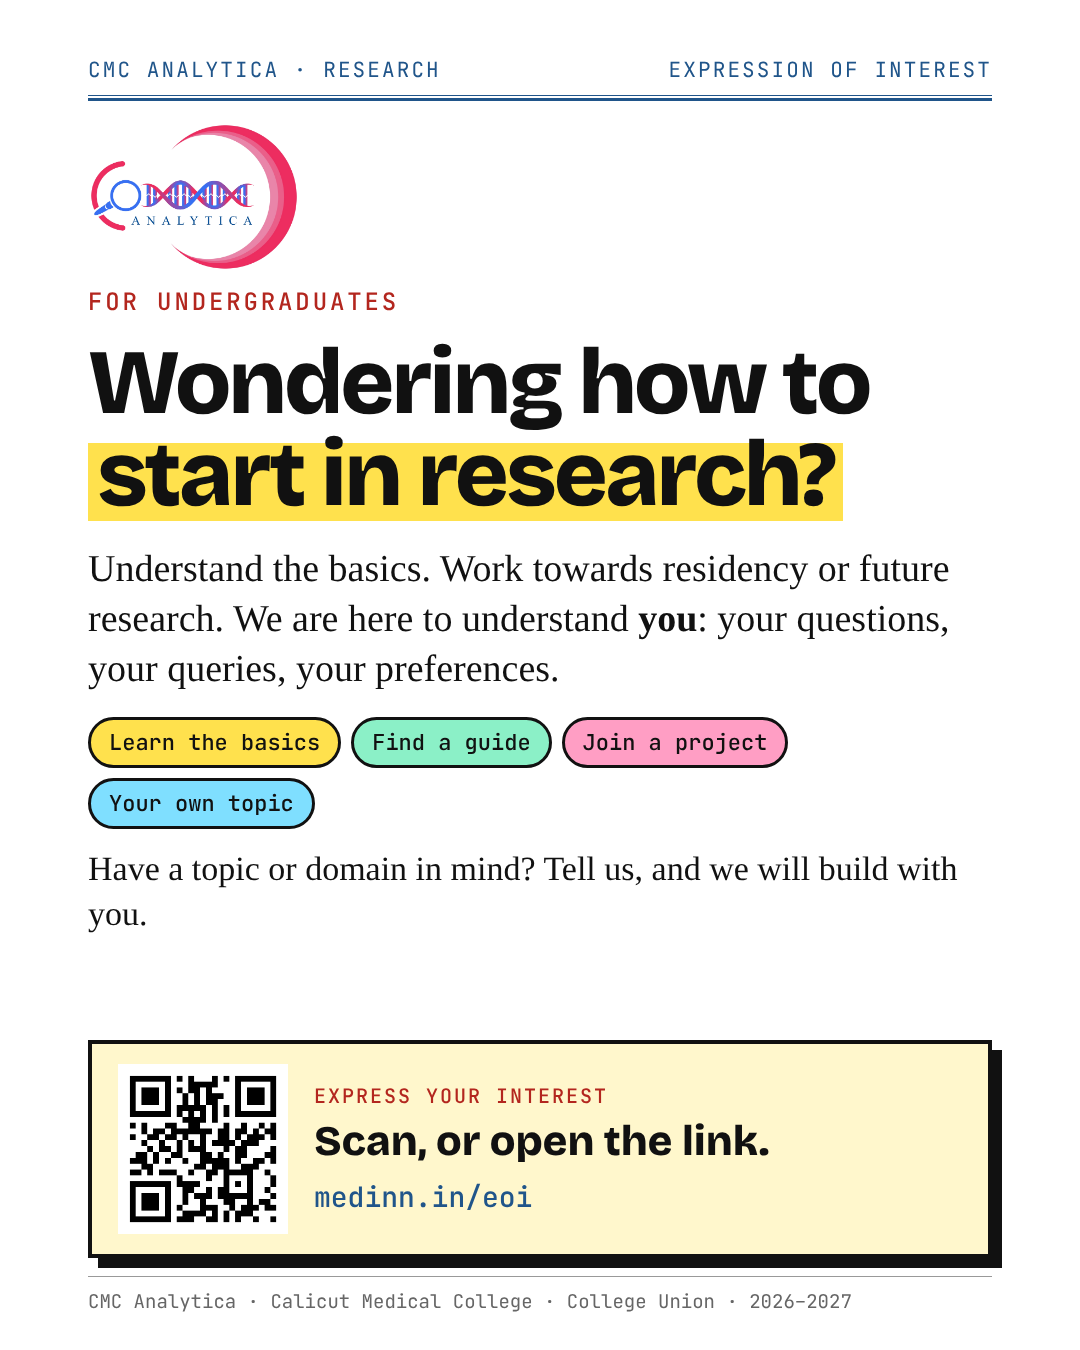 CMC ANALYTICA · RESEARCH
EXPRESSION OF INTEREST
ANALYTICA
FOR UNDERGRADUATES
Wondering how to
start in research?
Understand the basics. Work towards residency or future
research. We are here to understand you: your questions,
your queries, your preferences.
Learn the basics
Find a guide
Join a project
Your own topic
Have a topic or domain in mind? Tell us, and we will build with
you.
EXPRESS YOUR INTEREST
Scan, or open the link.
medinn.in/eoi
CMC Analytica · Calicut Medical College · College Union · 2026–2027